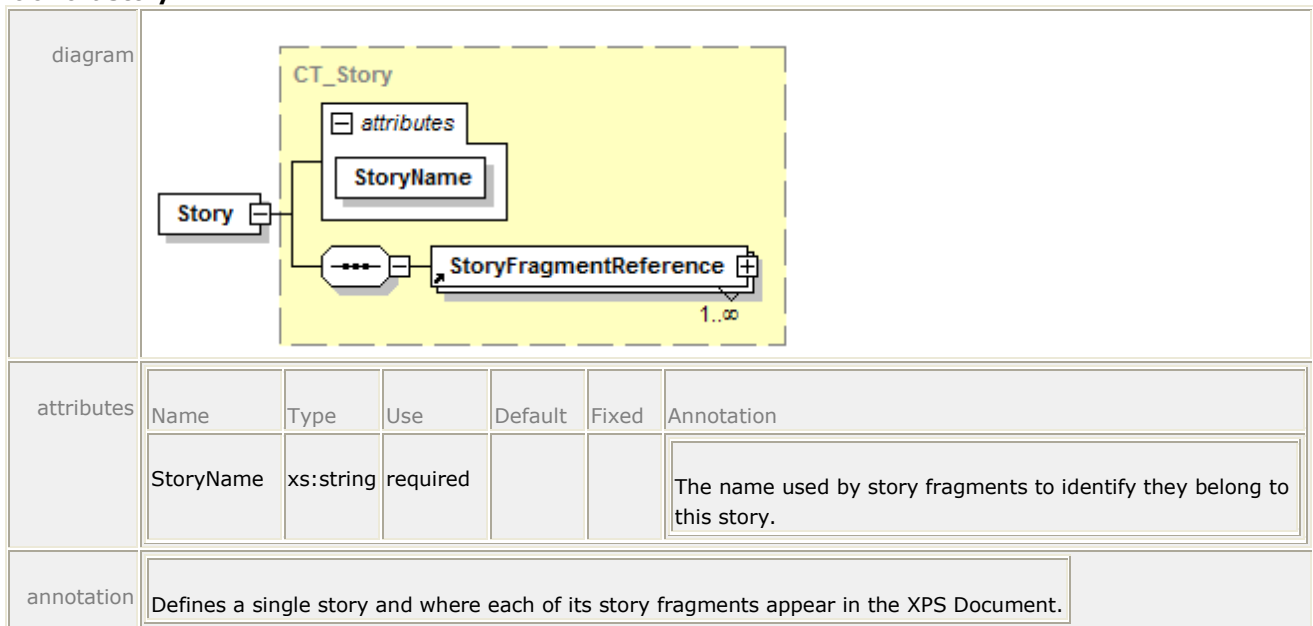 diagram
CT_Story
attributes
StoryName
Story
StoryFragmentReference
1..∞
attributes
Name Type Use Default Fixed Annotation
StoryName xs:string required The name used by story fragments to identify they belong to
this story.
annotation
Defines a single story and where each of its story fragments appear in the XPS Document.